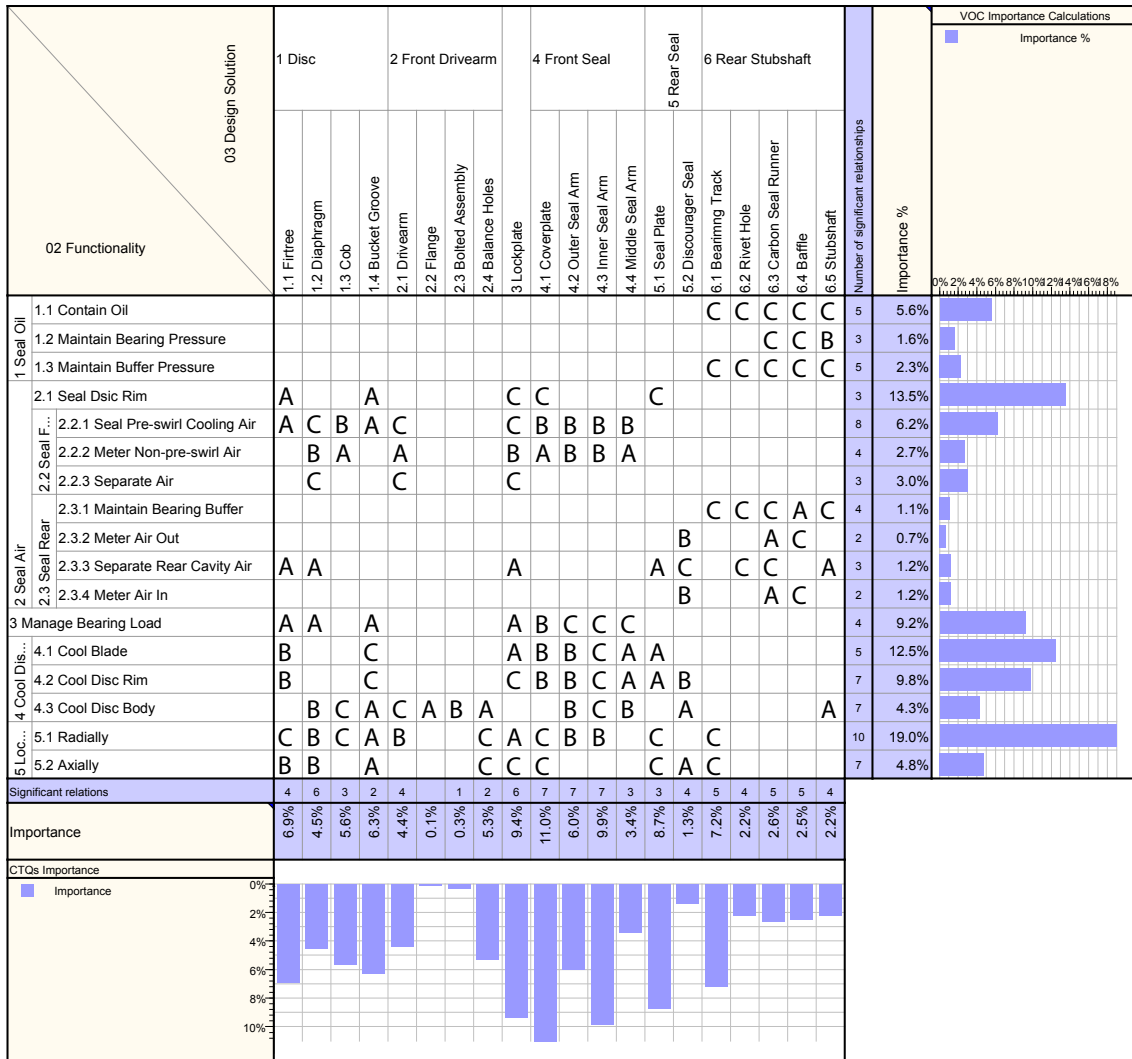 VOC Importance Calculations
Importance %
03 Design Solution
02 Functionality
1 Disc
2 Front Drivearm
4 Front Seal
5 Rear Seal
6 Rear Stubshaft
1.1 Firtree
1.2 Diaphragm
1.3 Cob
1.4 Bucket Groove
2.1 Drivearm
2.2 Flange
2.3 Bolted Assembly
2.4 Balance Holes
3 Lockplate
4.1 Coverplate
4.2 Outer Seal Arm
4.3 Inner Seal Arm
4.4 Middle Seal Arm
5.1 Seal Plate
5.2 Discourager Seal
6.1 Bearimng Track
6.2 Rivet Hole
6.3 Carbon Seal Runner
6.4 Baffle
6.5 Stubshaft
Number of significant relationships
Importance %
0% 2% 4% 6% 8% 10% 12% 14% 16% 18%
1 Seal Oil
1.1 Contain Oil C C C C C 5 5.6%
1.2 Maintain Bearing Pressure C C B 3 1.6%
1.3 Maintain Buffer Pressure C C C C C 5 2.3%
2 Seal Air
2.1 Seal Dsic Rim A A C C C 3 13.5%
2.2 Seal F...
2.2.1 Seal Pre-swirl Cooling Air A C B A C C B B B B 8 6.2%
2.2.2 Meter Non-pre-swirl Air B A A B A B B A 4 2.7%
2.2.3 Separate Air C C C 3 3.0%
2.3 Seal Rear
2.3.1 Maintain Bearing Buffer C C C A C 4 1.1%
2.3.2 Meter Air Out B A C 2 0.7%
2.3.3 Separate Rear Cavity Air A A A A C C C A 3 1.2%
2.3.4 Meter Air In B A C 2 1.2%
3 Manage Bearing Load A A A A B C C C 4 9.2%
4 Cool Dis...
4.1 Cool Blade B C A B B C A A 5 12.5%
4.2 Cool Disc Rim B C C B B C A A B 7 9.8%
4.3 Cool Disc Body B C A C A B A B C B A A 7 4.3%
5 Loc...
5.1 Radially C B C A B C A C B B C C 10 19.0%
5.2 Axially B B A C C C C A C 7 4.8%
Significant relations 4 6 3 2 4 1 2 6 7 7 7 3 3 4 5 4 5 5 4
Importance 6.9% 4.5% 5.6% 6.3% 4.4% 0.1% 0.3% 5.3% 9.4% 11.0% 6.0% 9.9% 3.4% 8.7% 1.3% 7.2% 2.2% 2.6% 2.5% 2.2%
CTQs Importance
Importance
0%
2%
4%
6%
8%
10%